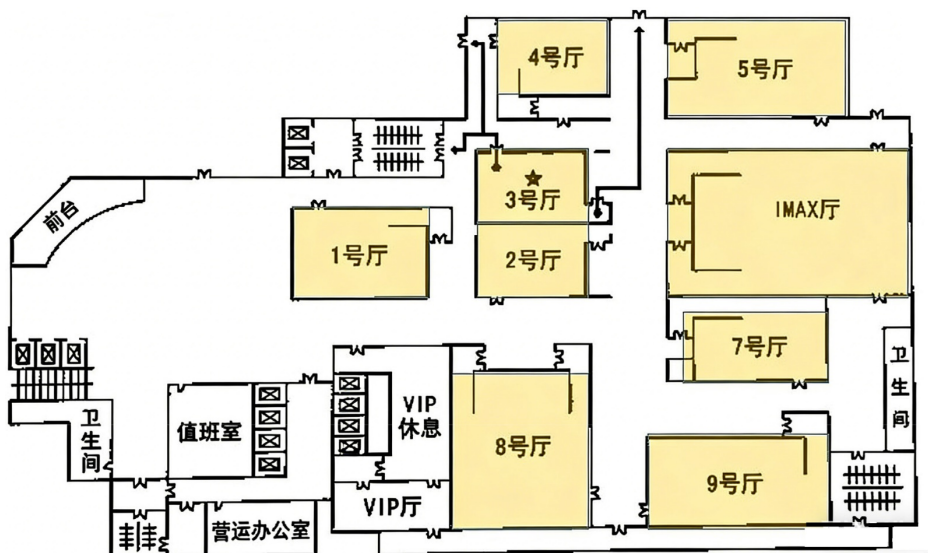 4号厅
5号厅
3号厅
IMAX厅
前台
1号厅
2号厅
7号厅
卫生间
VIP
休息
卫生间
值班室
8号厅
9号厅
VIP厅
营运办公室